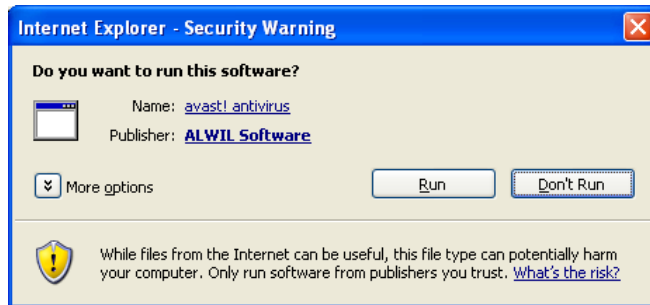 Internet Explorer - Security Warning
Do you want to run this software?
Name: avast! antivirus
Publisher: ALWIL Software
More options
Run
Don't Run
While files from the Internet can be useful, this file type can potentially harm
your computer. Only run software from publishers you trust. What's the risk?